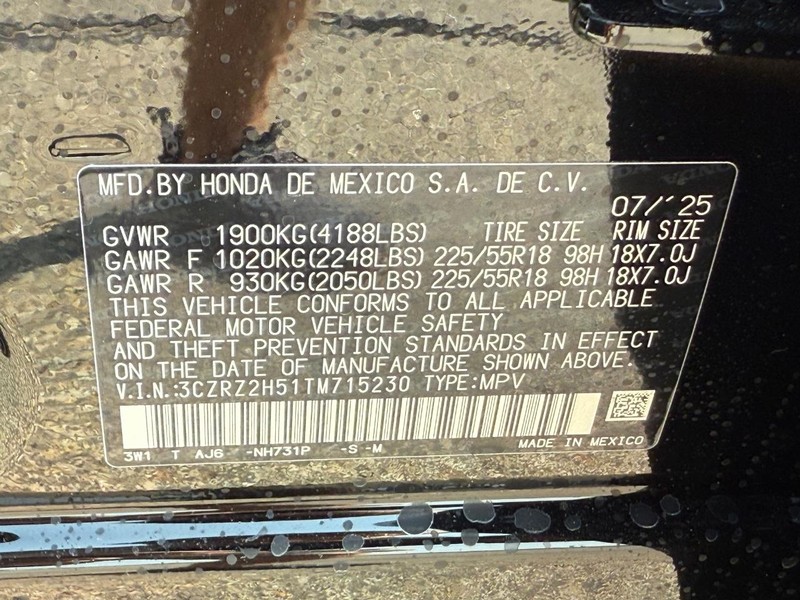 MFD.BY HONDA DE MEXICO S.A. DE C.V.
07/'25
GVWR 1900KG(4188LBS) TIRE SIZE RIM SIZE
GAWR F 1020KG(2248LBS) 225/55R18 98H 18X7.0J
GAWR R 930KG(2050LBS) 225/55R18 98H 18X7.0J
THIS VEHICLE CONFORMS TO ALL APPLICABLE
FEDERAL MOTOR VEHICLE SAFETY
AND THEFT PREVENTION STANDARDS IN EFFECT
ON THE DATE OF MANUFACTURE SHOWN ABOVE.
V.I.N.:3CZRZ2H51TM715230 TYPE:MPV
3W1 T AJ6 -NH731P -S -M MADE IN MEXICO